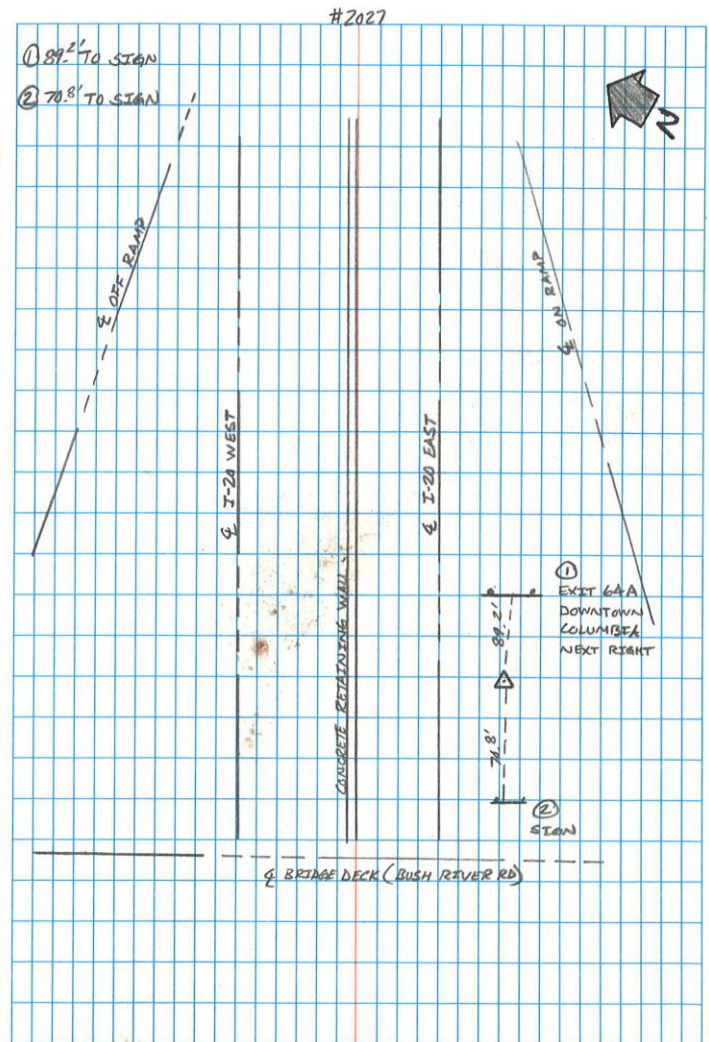 #2027
① 89.2' TO SIGN
② 70.8' TO SIGN
N
℄ OFF RAMP
℄ ON RAMP
℄ I-20 WEST
℄ I-20 EAST
CONCRETE RETAINING WALL
①
EXIT 64A
DOWNTOWN
COLUMBIA
NEXT RIGHT
89.2'
70.8'
②
SIGN
℄ BRIDGE DECK (BUSH RIVER RD)